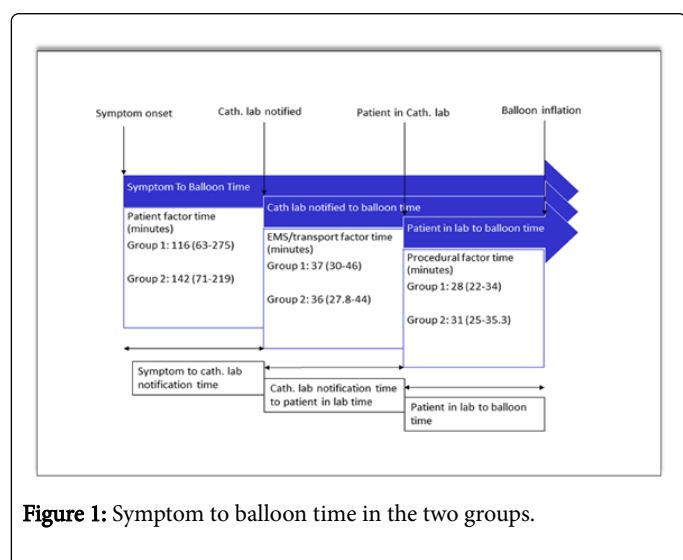 Symptom onset
Cath. lab notified
Patient in Cath. lab
Balloon inflation
Symptom To Balloon Time
Cath lab notified to balloon time
Patient in lab to balloon time
Patient factor time
(minutes)
Group 1: 116 (63-275)
Group 2: 142 (71-219)
EMS/transport factor time
(minutes)
Group 1: 37 (30-46)
Group 2: 36 (27.8-44)
Procedural factor time
(minutes)
Group 1: 28 (22-34)
Group 2: 31 (25-35.3)
Symptom to cath. lab
notification time
Cath. lab notification time
to patient in lab time
Patient in lab to balloon
time
Figure 1: Symptom to balloon time in the two groups.